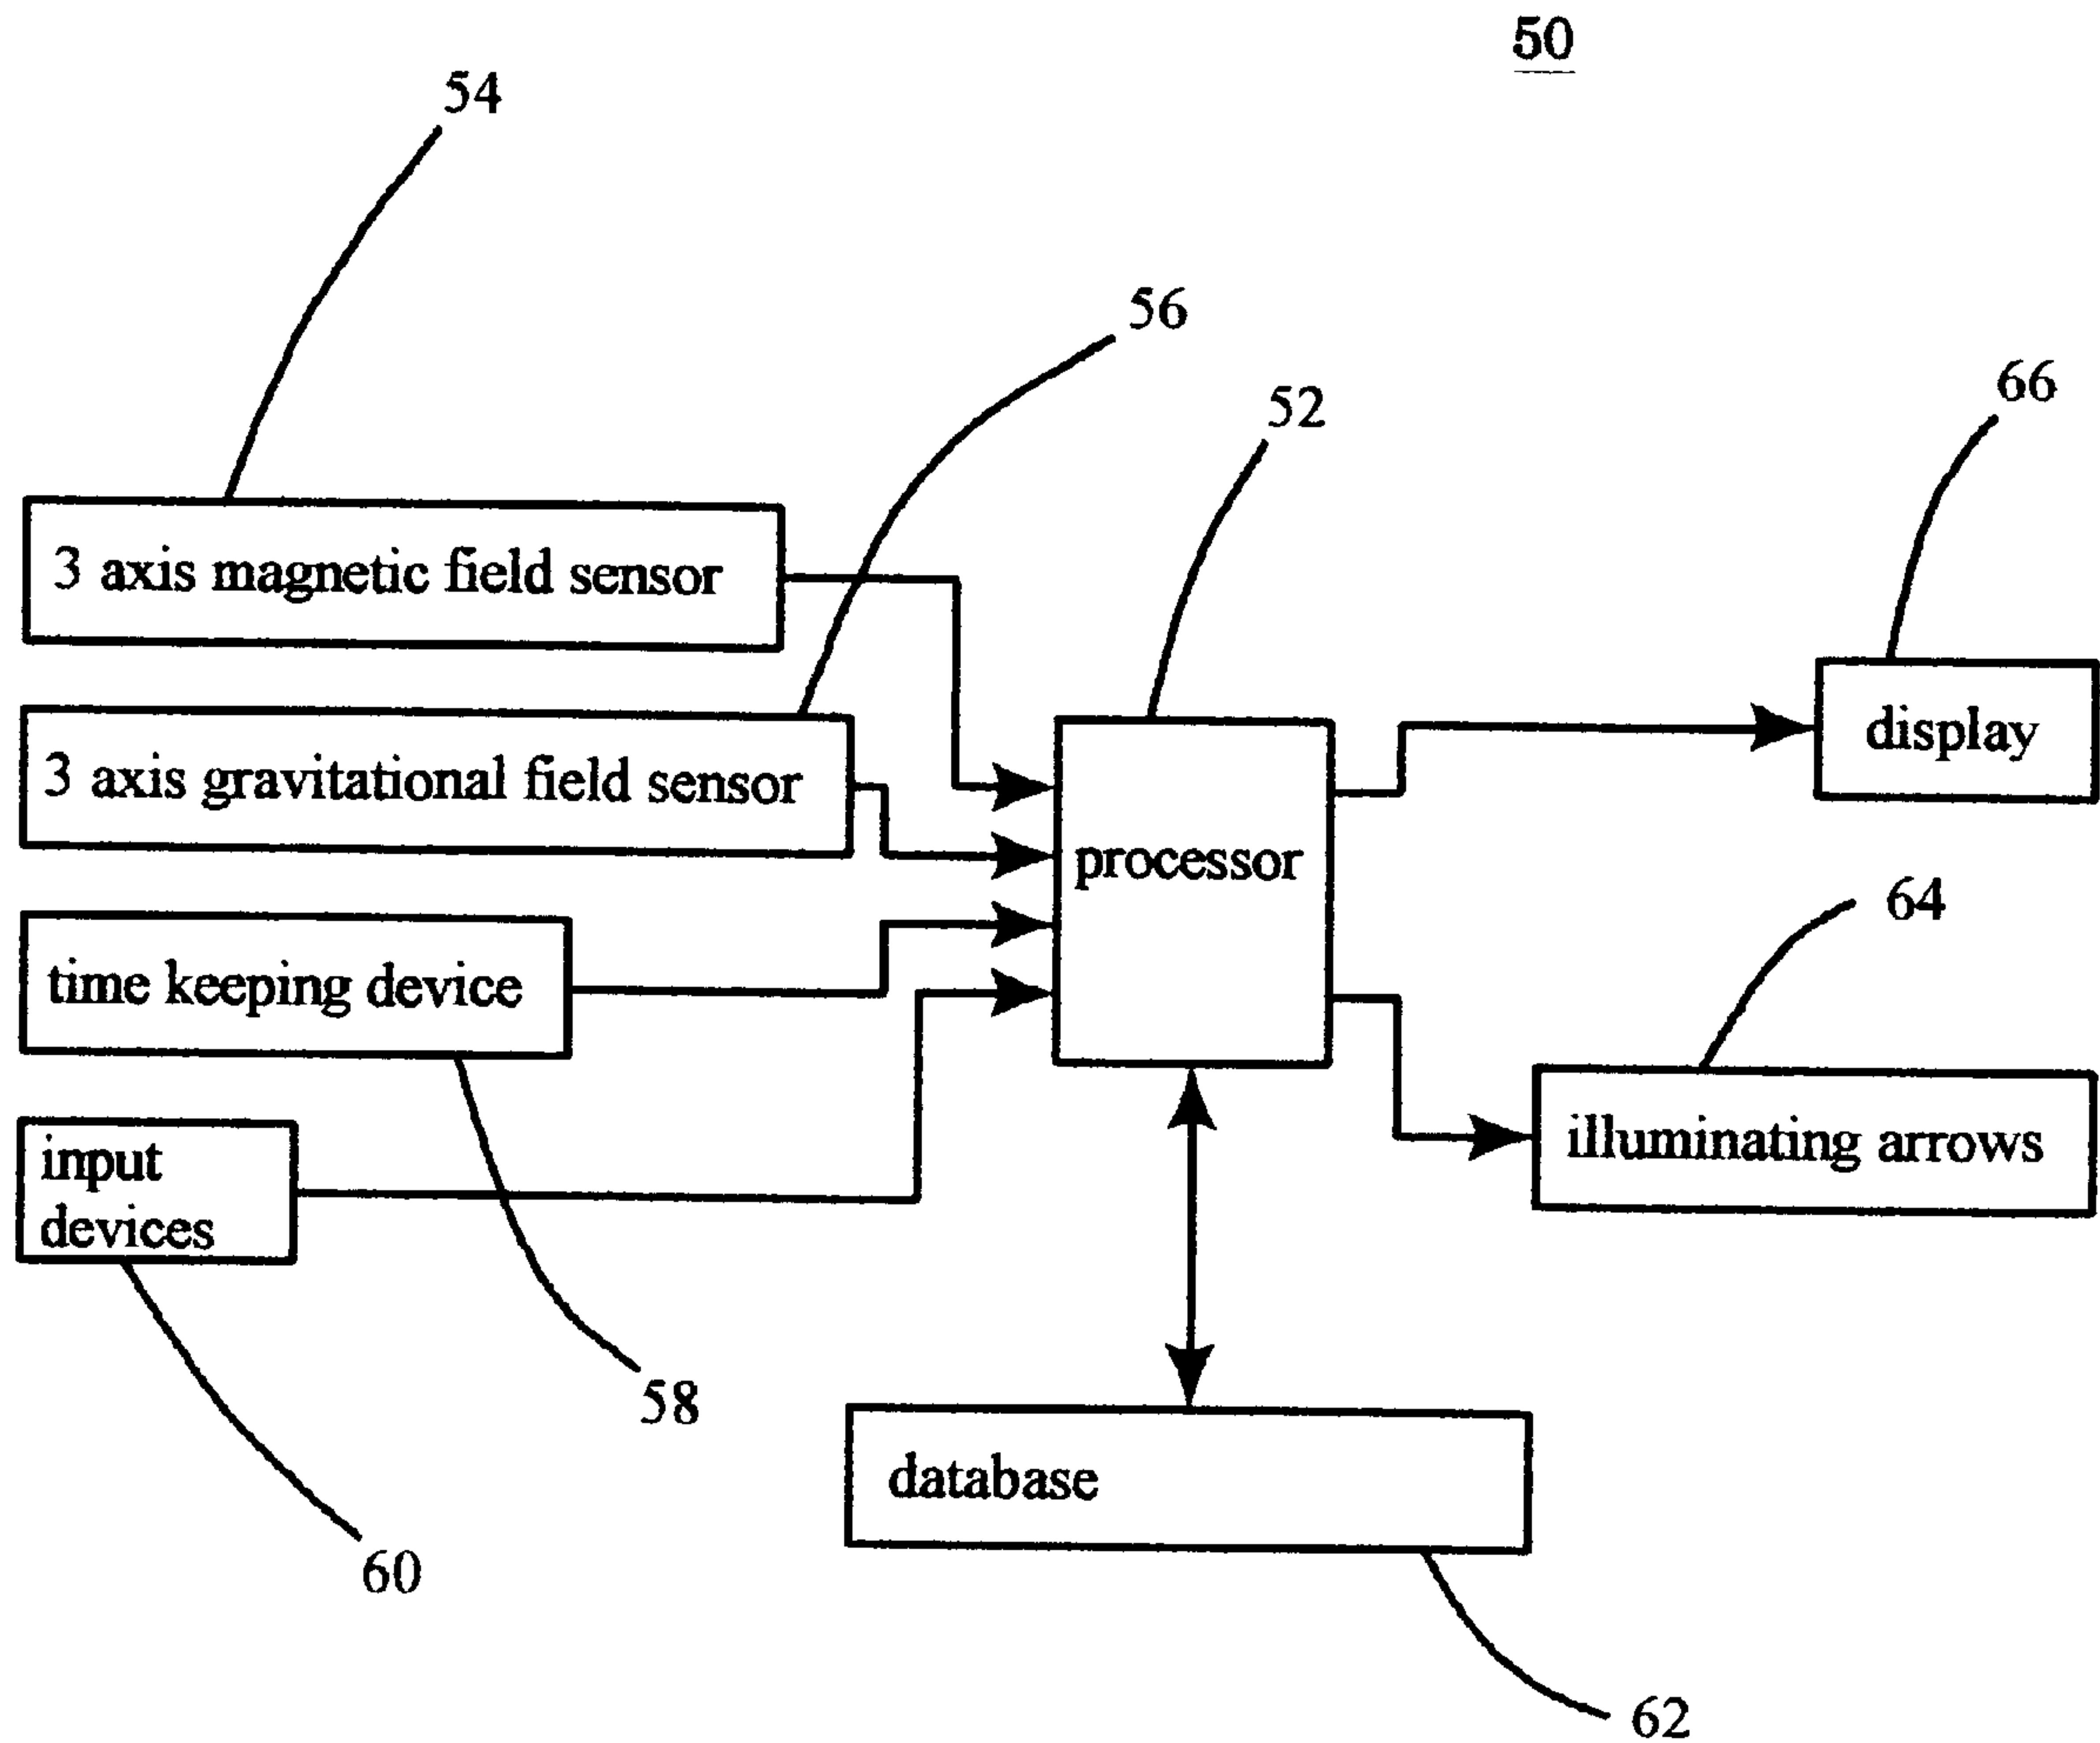 50
54
56
52
66
3 axis magnetic field sensor
display
3 axis gravitational field sensor
processor
64
time keeping device
illuminating arrows
input
devices
58
database
60
62